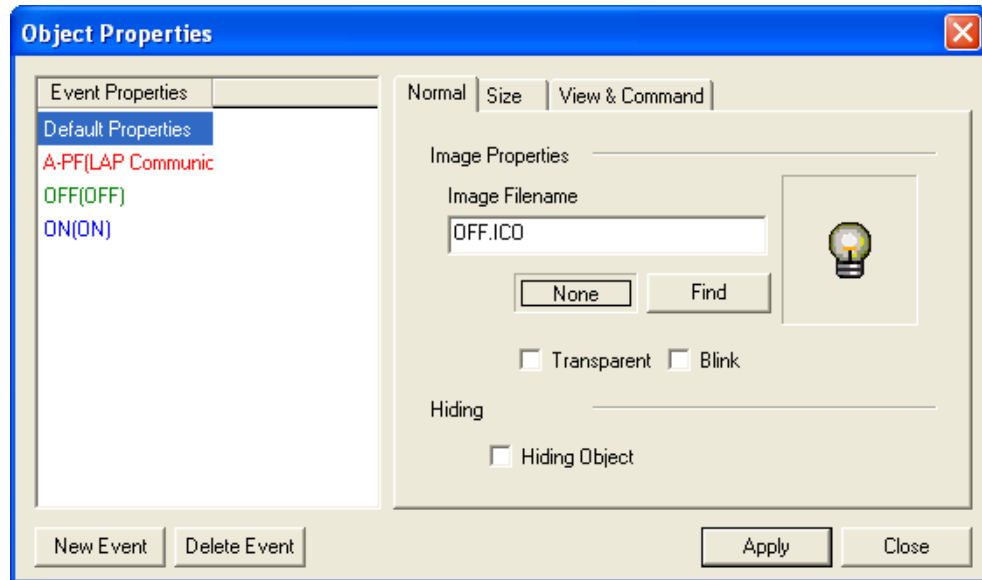 Object Properties
Event Properties
Default Properties
A-PF(LAP Communic
OFF(OFF)
ON(ON)
New Event
Delete Event
Normal
Size
View & Command
Image Properties
Image Filename
OFF.ICO
None
Find
Transparent
Blink
Hiding
Hiding Object
Apply
Close